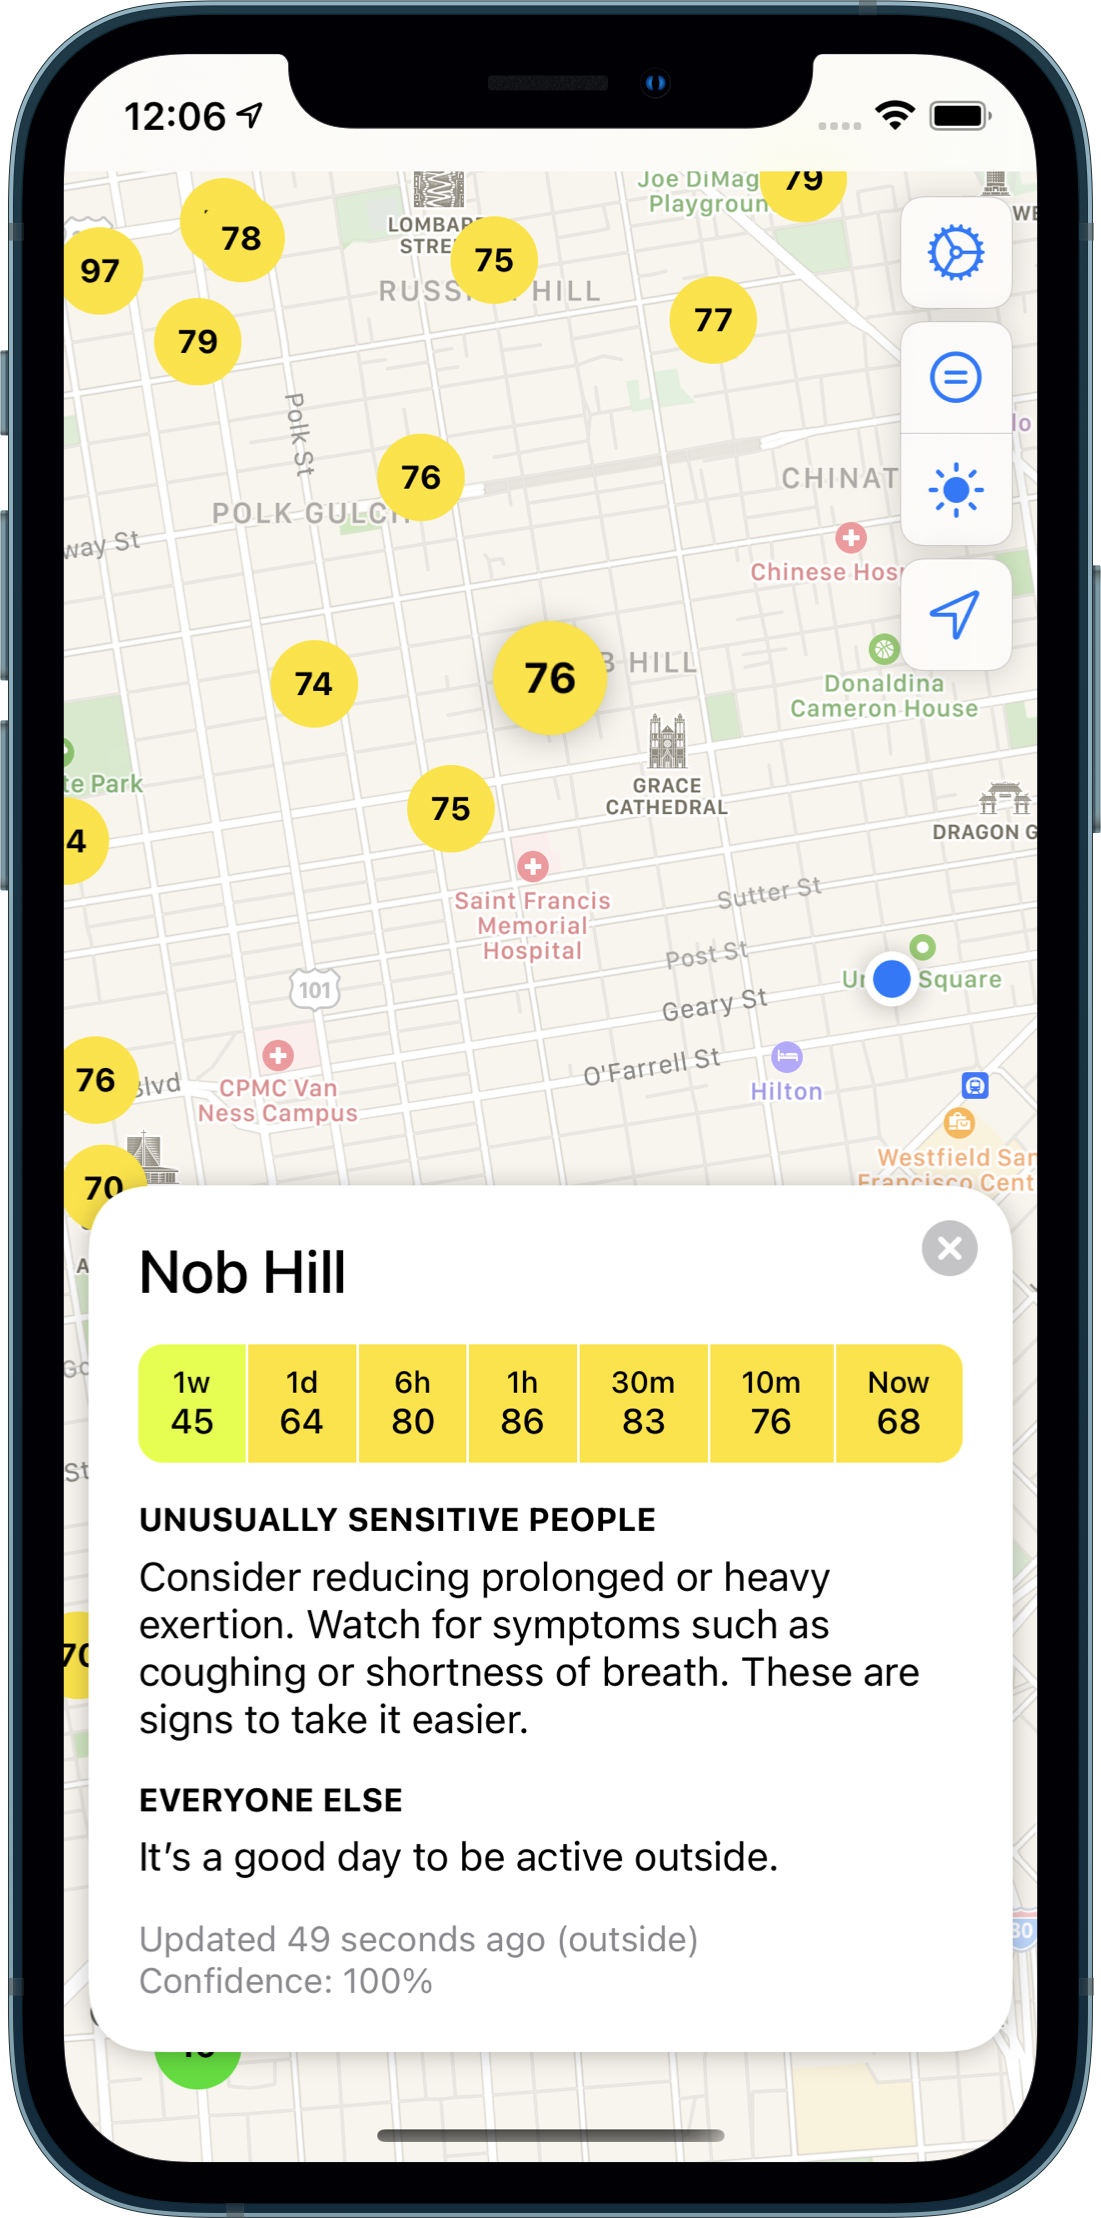 12:06
Joe DiMag
Playground
79
WE
LOMBARD
STREE
78
97
75
RUSS HILL
77
79
Polk St
76
CHINAT
POLK GULCH
way St
lo
Chinese Hosp
B HILL
76
74
Donaldina
Cameron House
te Park
GRACE
CATHEDRAL
75
DRAGON G
4
Sutter St
Saint Francis
Memorial
Hospital
Post St
Un Square
101
Geary St
O'Farrell St
76
Blvd
CPMC Van
Ness Campus
Hilton
Westfield San
Francisco Cent
70
A
Nob Hill
1w 1d 6h 1h 30m 10m Now
45 64 80 86 83 76 68
Go
St
UNUSUALLY SENSITIVE PEOPLE
Consider reducing prolonged or heavy
exertion. Watch for symptoms such as
70
coughing or shortness of breath. These are
signs to take it easier.
EVERYONE ELSE
It's a good day to be active outside.
Updated 49 seconds ago (outside)
80
Confidence: 100%